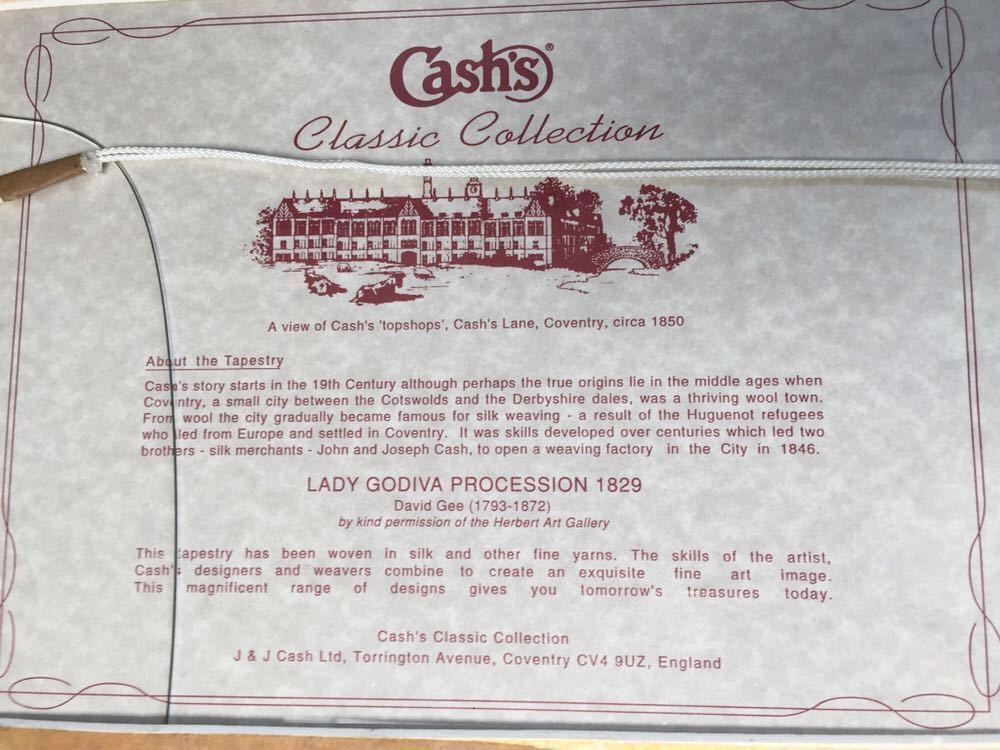 Cash's®
Classic Collection
A view of Cash's 'topshops', Cash's Lane, Coventry, circa 1850
About the Tapestry
Cash's story starts in the 19th Century although perhaps the true origins lie in the middle ages when
Coventry, a small city between the Cotswolds and the Derbyshire dales, was a thriving wool town.
From wool the city gradually became famous for silk weaving - a result of the Huguenot refugees
who fled from Europe and settled in Coventry. It was skills developed over centuries which led two
brothers - silk merchants - John and Joseph Cash, to open a weaving factory in the City in 1846.
LADY GODIVA PROCESSION 1829
David Gee (1793-1872)
by kind permission of the Herbert Art Gallery
This tapestry has been woven in silk and other fine yarns. The skills of the artist,
Cash's designers and weavers combine to create an exquisite fine art image.
This magnificent range of designs gives you tomorrow's treasures today.
Cash's Classic Collection
J & J Cash Ltd, Torrington Avenue, Coventry CV4 9UZ, England